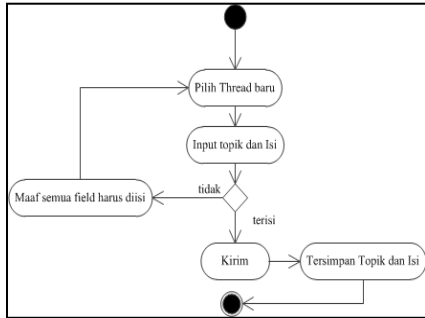 Pilih Thread baru
Input topik dan Isi
tidak
Maaf semua field harus diisi
terisi
Kirim
Tersimpan Topik dan Isi